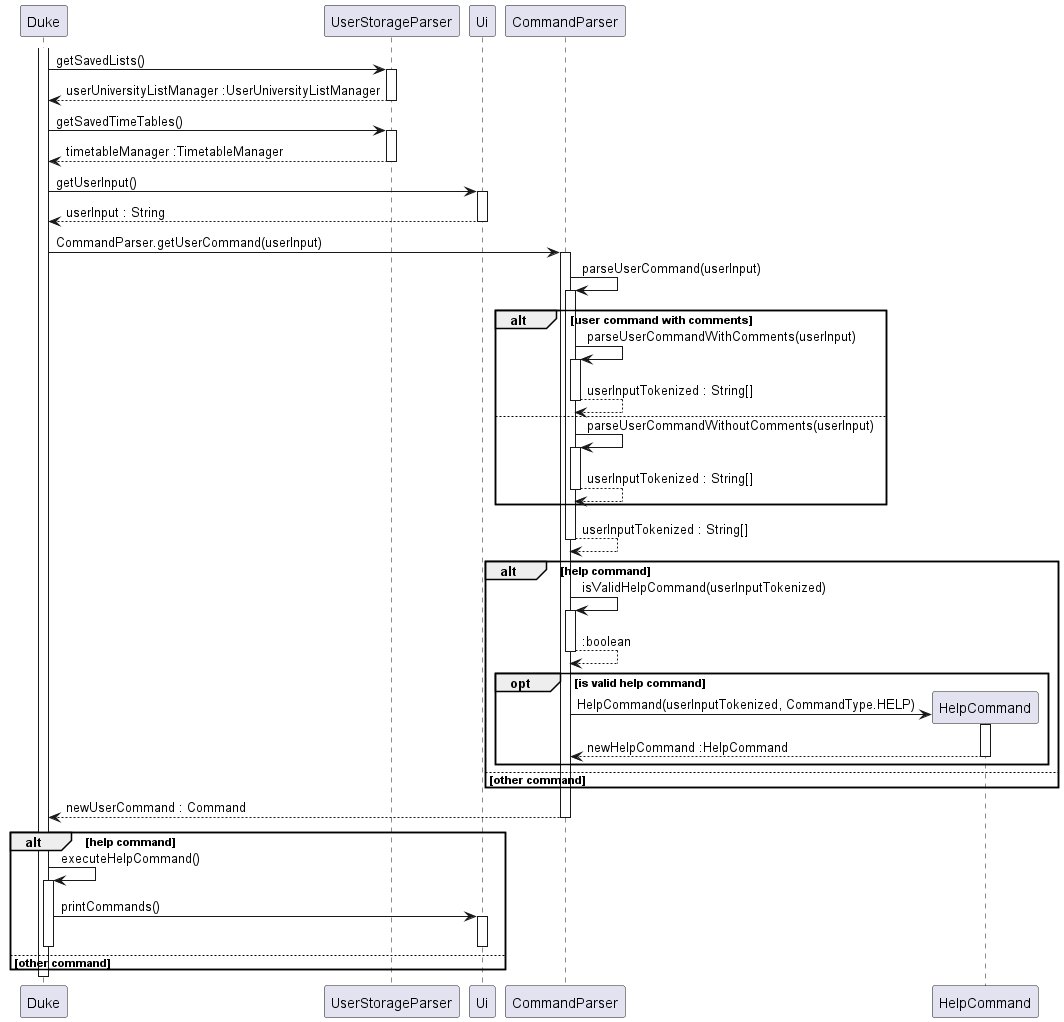 Duke
UserStorageParser
Ui
CommandParser
getSavedLists()
userUniversityListManager :UserUniversityListManager
getSavedTimeTables()
timetableManager :TimetableManager
getUserInput()
userInput : String
CommandParser.getUserCommand(userInput)
parseUserCommand(userInput)
alt
[user command with comments]
parseUserCommandWithComments(userInput)
userInputTokenized : String[]
parseUserCommandWithoutComments(userInput)
userInputTokenized : String[]
userInputTokenized : String[]
alt
[help command]
isValidHelpCommand(userInputTokenized)
:boolean
opt
[is valid help command]
HelpCommand(userInputTokenized, CommandType.HELP)
HelpCommand
newHelpCommand :HelpCommand
[other command]
newUserCommand : Command
alt
[help command]
executeHelpCommand()
printCommands()
[other command]
Duke
UserStorageParser
Ui
CommandParser
HelpCommand